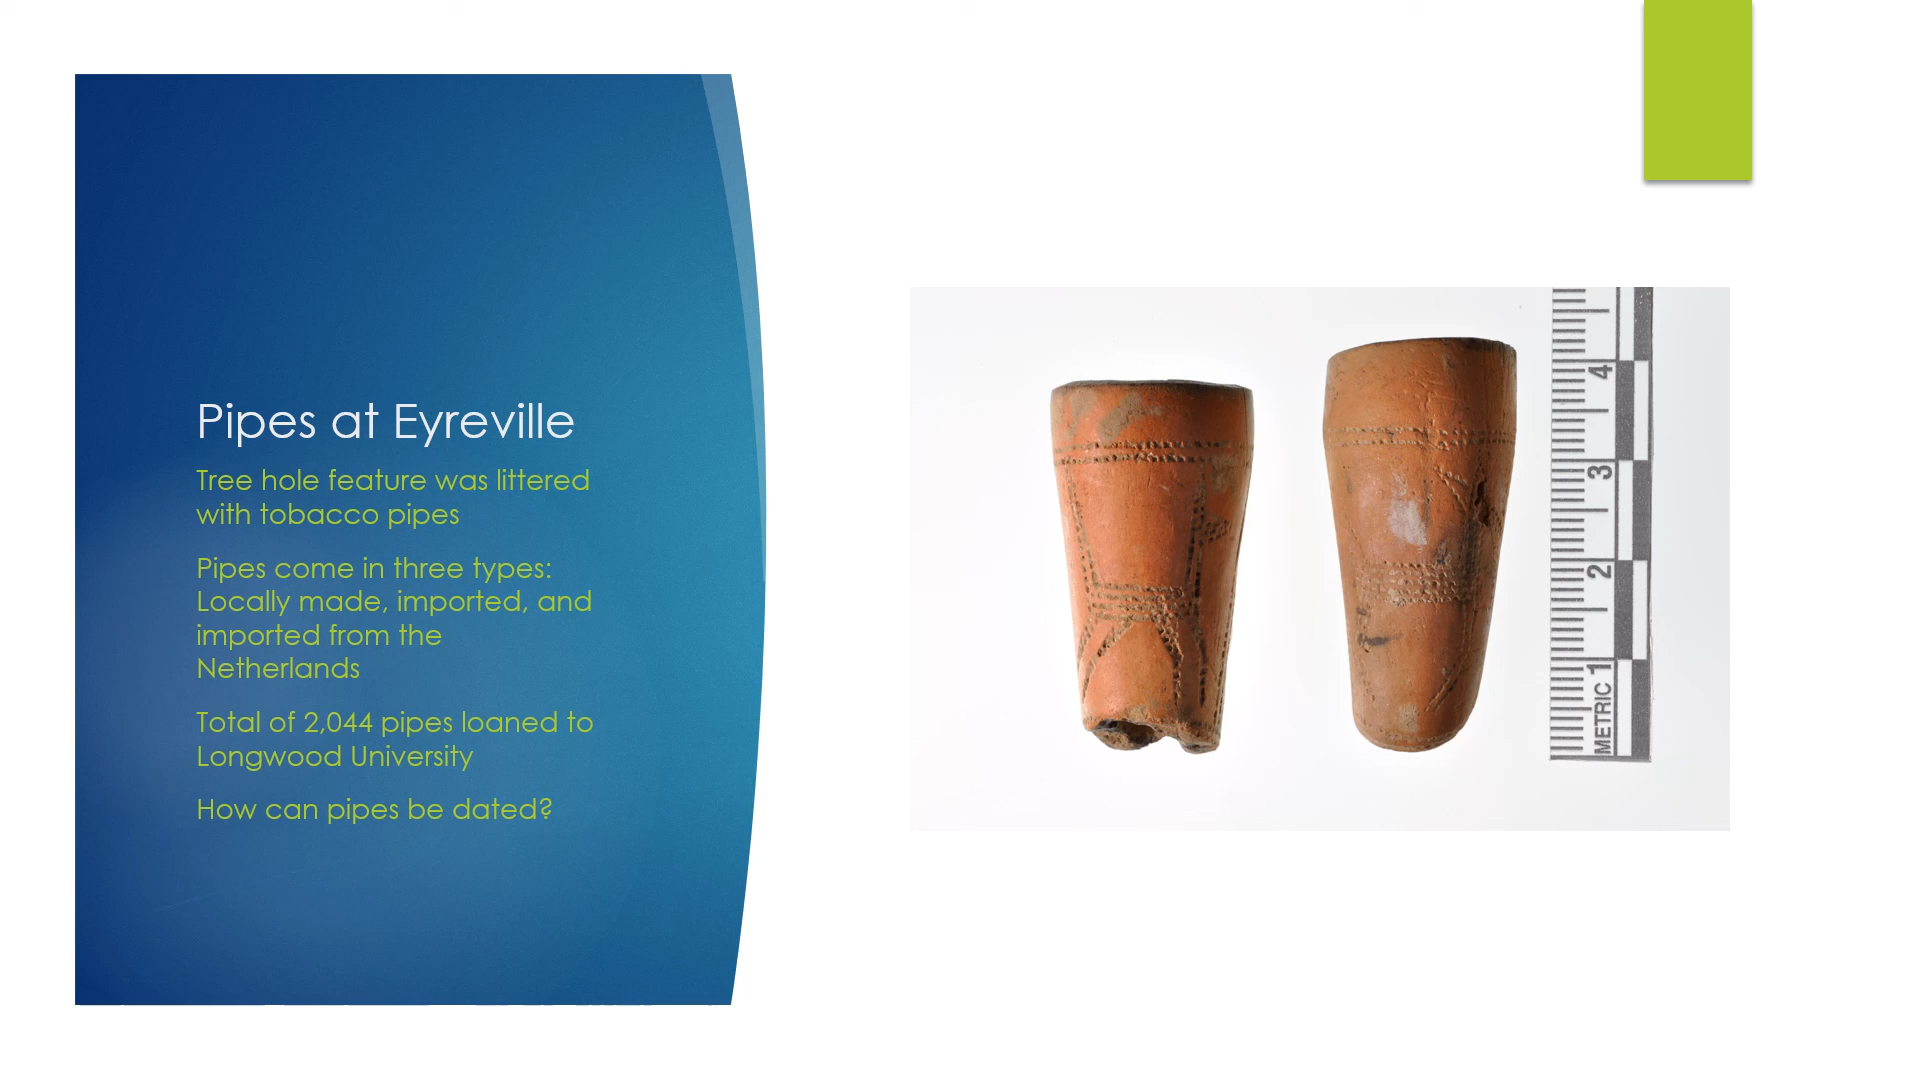 Pipes at Eyreville
Tree hole feature was littered
with tobacco pipes
Pipes come in three types:
Locally made, imported, and
imported from the
Netherlands
Total of 2,044 pipes loaned to
Longwood University
How can pipes be dated?
4
3
2
METRIC 1